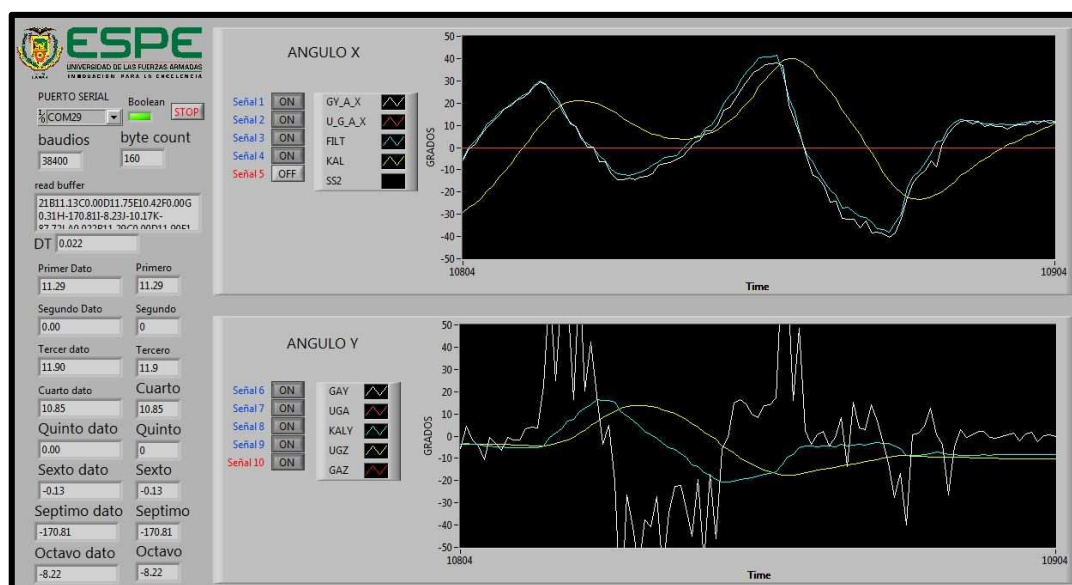 ESPE
UNIVERSIDAD DE LAS FUERZAS ARMADAS
INNOVACIÓN PARA LA EXCELENCIA
PUERTO SERIAL
Boolean
COM29
STOP
baudios
byte count
38400
160
read buffer
21B11.13C0.00D11.75E10.42F0.00G
0.31H-170.81I-8.23J-10.17K-
DT 0.022
Primer Dato Primero
11.29 11.29
Segundo Dato Segundo
0.00 0
Tercer dato Tercero
11.90 11.9
Cuarto dato Cuarto
10.85 10.85
Quinto dato Quinto
0.00 0
Sexto dato Sexto
-0.13 -0.13
Septimo dato Septimo
-170.81 -170.81
Octavo dato Octavo
-8.22 -8.22
ANGULO X
Señal 1 ON GY_A_X
Señal 2 ON U_G_A_X
Señal 3 ON FILT
Señal 4 ON KAL
Señal 5 OFF SS2
GRADOS
50
40
30
20
10
0
-10
-20
-30
-40
-50
10804 10904
Time
ANGULO Y
Señal 6 ON GAY
Señal 7 ON UGA
Señal 8 ON KALY
Señal 9 ON UGZ
Señal 10 ON GAZ
GRADOS
50
40
30
20
10
0
-10
-20
-30
-40
-50
10804 10904
Time